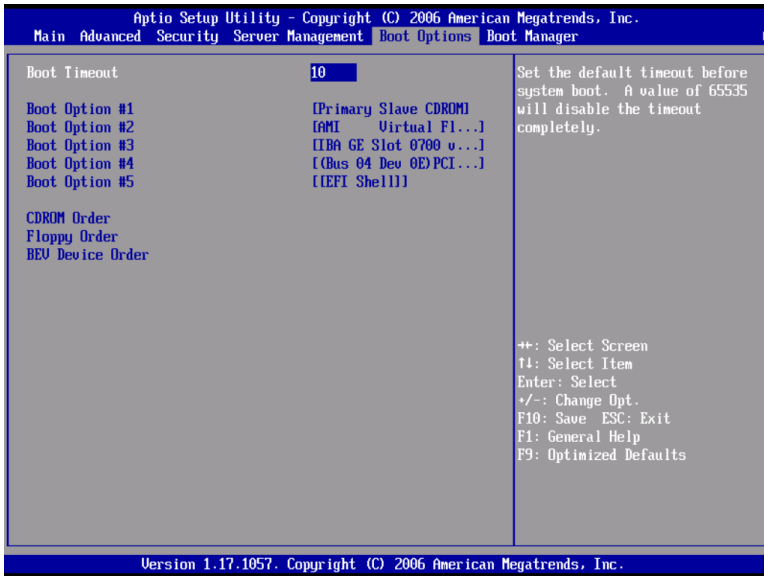 Aptio Setup Utility - Copyright (C) 2006 American Megatrends, Inc.
Main Advanced Security Server Management Boot Options Boot Manager
Boot Timeout 10
Boot Option #1 [Primary Slave CDROM]
Boot Option #2 [AMI Virtual Fl...]
Boot Option #3 [IBA GE Slot 0700 v...]
Boot Option #4 [(Bus 04 Dev 0E)PCI...]
Boot Option #5 [[EFI Shell]]
CDROM Order
Floppy Order
BEV Device Order
Set the default timeout before
system boot. A value of 65535
will disable the timeout
completely.
→←: Select Screen
↑↓: Select Item
Enter: Select
+/-: Change Opt.
F10: Save ESC: Exit
F1: General Help
F9: Optimized Defaults
Version 1.17.1057. Copyright (C) 2006 American Megatrends, Inc.